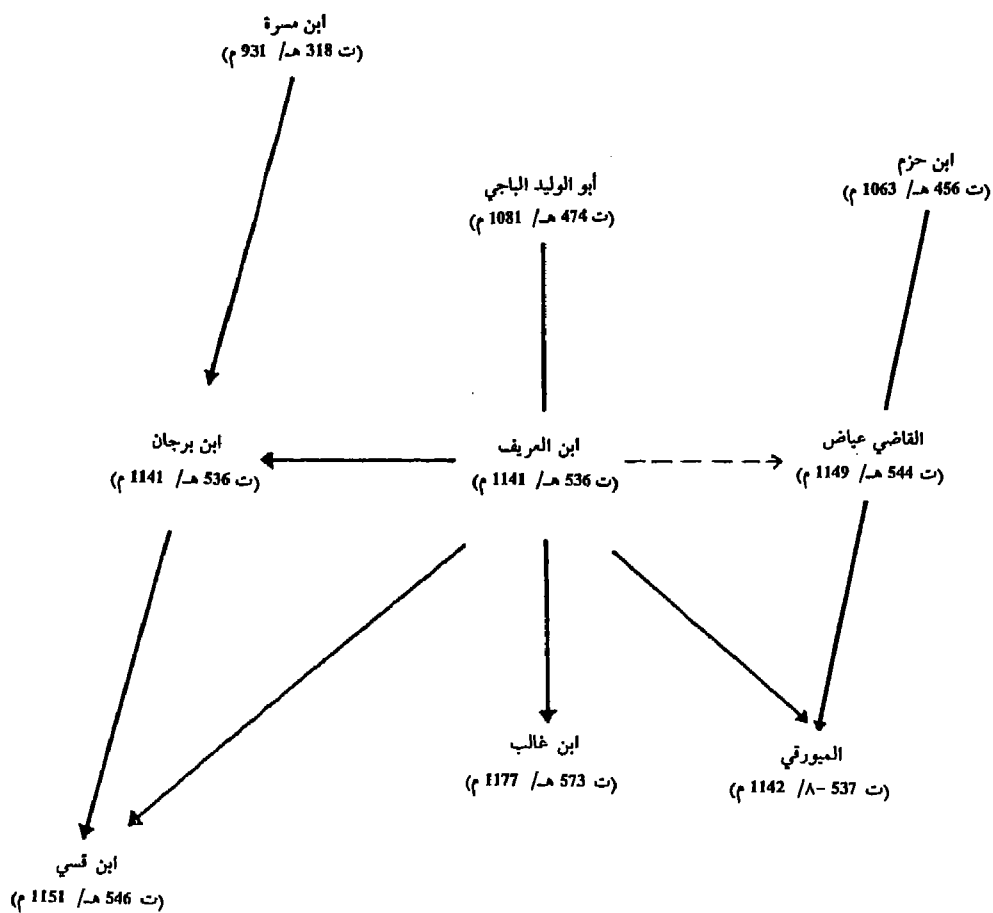 ابن مسرة
(ت 318 هـ/ 931 م)
ابن حزم
(ت 456 هـ/ 1063 م)
أبو الوليد الباجي
(ت 474 هـ/ 1081 م)
القاضي عياض
(ت 544 هـ/ 1149 م)
ابن العريف
(ت 536 هـ/ 1141 م)
ابن برجان
(ت 536 هـ/ 1141 م)
الميورقي
(ت 537 –٨/ 1142 م)
ابن غالب
(ت 573 هـ/ 1177 م)
ابن قسي
(ت 546 هـ/ 1151 م)